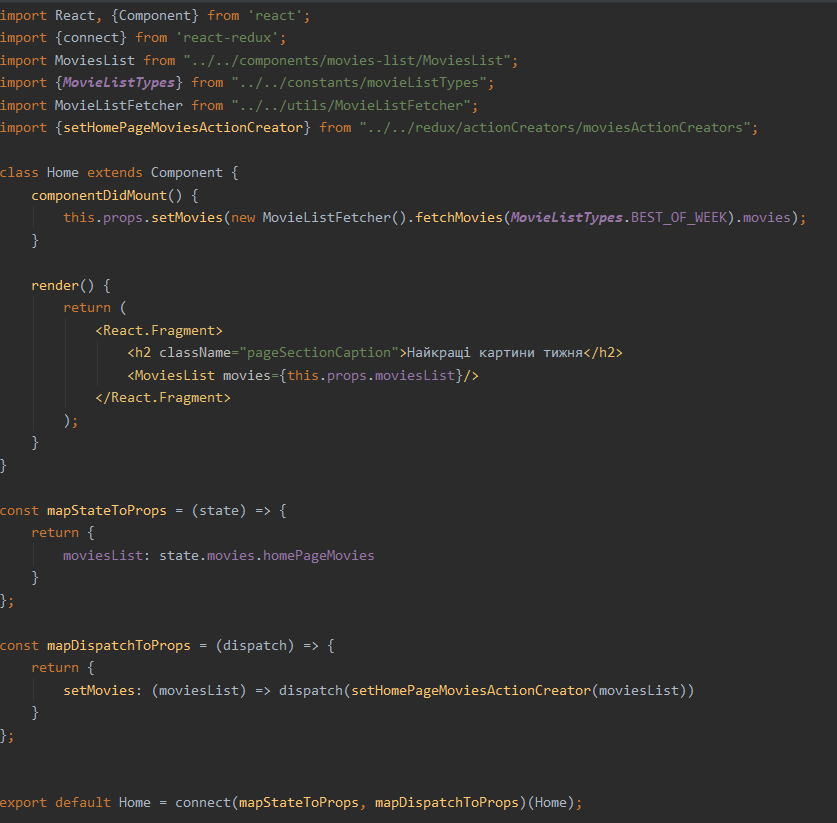 import React, {Component} from 'react';
import {connect} from 'react-redux';
import MoviesList from "../../components/movies-list/MoviesList";
import {MovieListTypes} from "../../constants/movieListTypes";
import MovieListFetcher from "../../utils/MovieListFetcher";
import {setHomePageMoviesActionCreator} from "../../redux/actionCreators/moviesActionCreators";

class Home extends Component {
    componentDidMount() {
        this.props.setMovies(new MovieListFetcher().fetchMovies(MovieListTypes.BEST_OF_WEEK).movies);
    }

    render() {
        return (
            <React.Fragment>
                <h2 className="pageSectionCaption">Найкращі картини тижня</h2>
                <MoviesList movies={this.props.moviesList}/>
            </React.Fragment>
        );
    }
}

const mapStateToProps = (state) => {
    return {
        moviesList: state.movies.homePageMovies
    }
};

const mapDispatchToProps = (dispatch) => {
    return {
        setMovies: (moviesList) => dispatch(setHomePageMoviesActionCreator(moviesList))
    }
};


export default Home = connect(mapStateToProps, mapDispatchToProps)(Home);